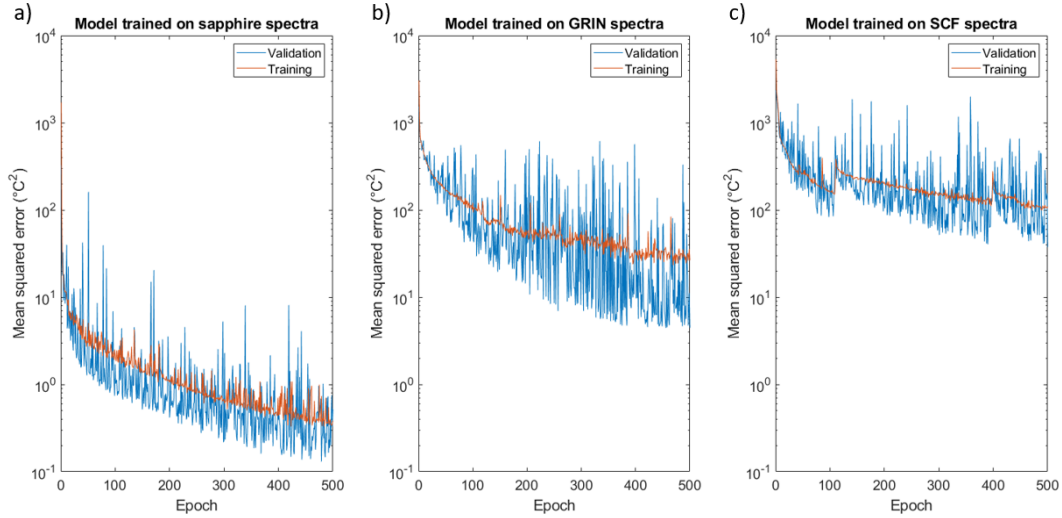 a)
Model trained on sapphire spectra
Validation
Training
10^4
10^3
10^2
10^1
10^0
10^-1
Mean squared error (°C^2)
0 100 200 300 400 500
Epoch
b)
Model trained on GRIN spectra
Validation
Training
10^4
10^3
10^2
10^1
10^0
10^-1
Mean squared error (°C^2)
0 100 200 300 400 500
Epoch
c)
Model trained on SCF spectra
Validation
Training
10^4
10^3
10^2
10^1
10^0
10^-1
Mean squared error (°C^2)
0 100 200 300 400 500
Epoch